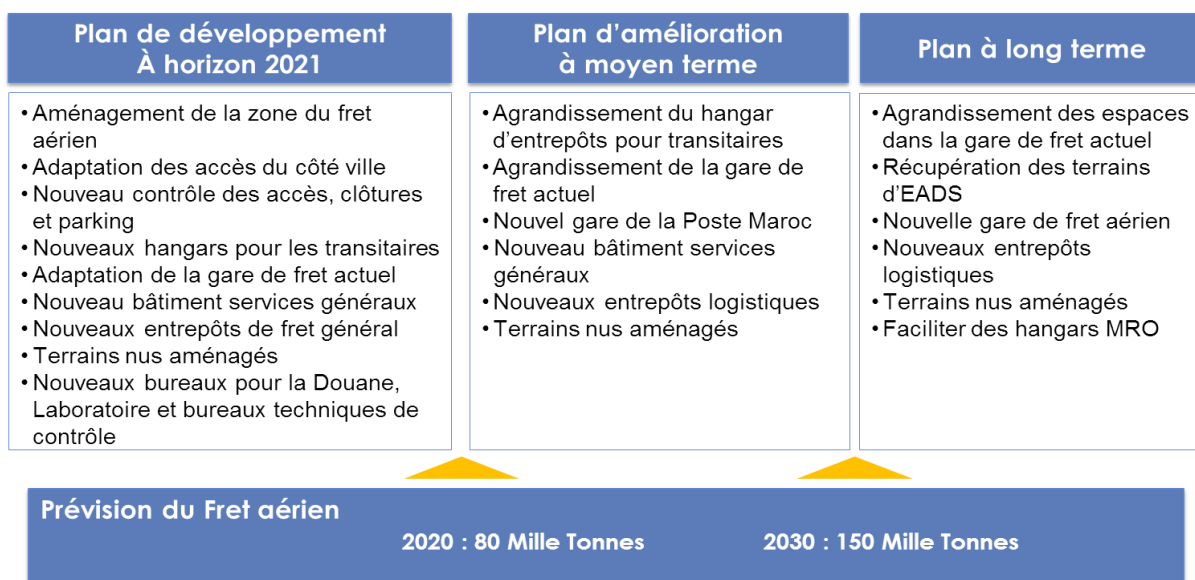 Plan de développement
À horizon 2021
• Aménagement de la zone du fret
aérien
• Adaptation des accès du côté ville
• Nouveau contrôle des accès, clôtures
et parking
• Nouveaux hangars pour les transitaires
• Adaptation de la gare de fret actuel
• Nouveau bâtiment services généraux
• Nouveaux entrepôts de fret général
• Terrains nus aménagés
• Nouveaux bureaux pour la Douane,
Laboratoire et bureaux techniques de
contrôle
Plan d'amélioration
à moyen terme
• Agrandissement du hangar
d'entrepôts pour transitaires
• Agrandissement de la gare de
fret actuel
• Nouvel gare de la Poste Maroc
• Nouveau bâtiment services
généraux
• Nouveaux entrepôts logistiques
• Terrains nus aménagés
Plan à long terme
• Agrandissement des espaces
dans la gare de fret actuel
• Récupération des terrains
d'EADS
• Nouvelle gare de fret aérien
• Nouveaux entrepôts
logistiques
• Terrains nus aménagés
• Faciliter des hangars MRO
Prévision du Fret aérien
2020 : 80 Mille Tonnes
2030 : 150 Mille Tonnes